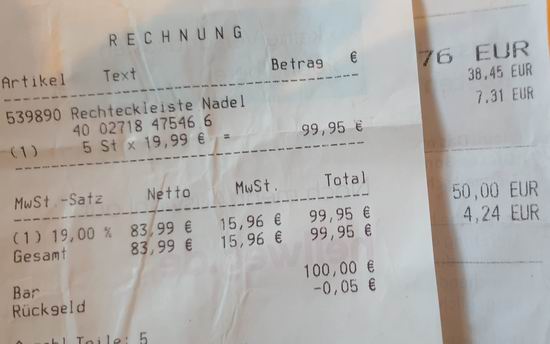 RECHNUNG
Artikel Text Betrag €
539890 Rechteckleiste Nadel
40 02718 47546 6
(1) 5 St x 19,99 € = 99,95 €
MwSt.-Satz Netto MwSt. Total
(1) 19,00 % 83,99 € 15,96 € 99,95 €
Gesamt 83,99 € 15,96 € 99,95 €
Bar 100,00 €
Rückgeld -0,05 €
Teile: 5
76 EUR
38,45 EUR
7,31 EUR
50,00 EUR
4,24 EUR